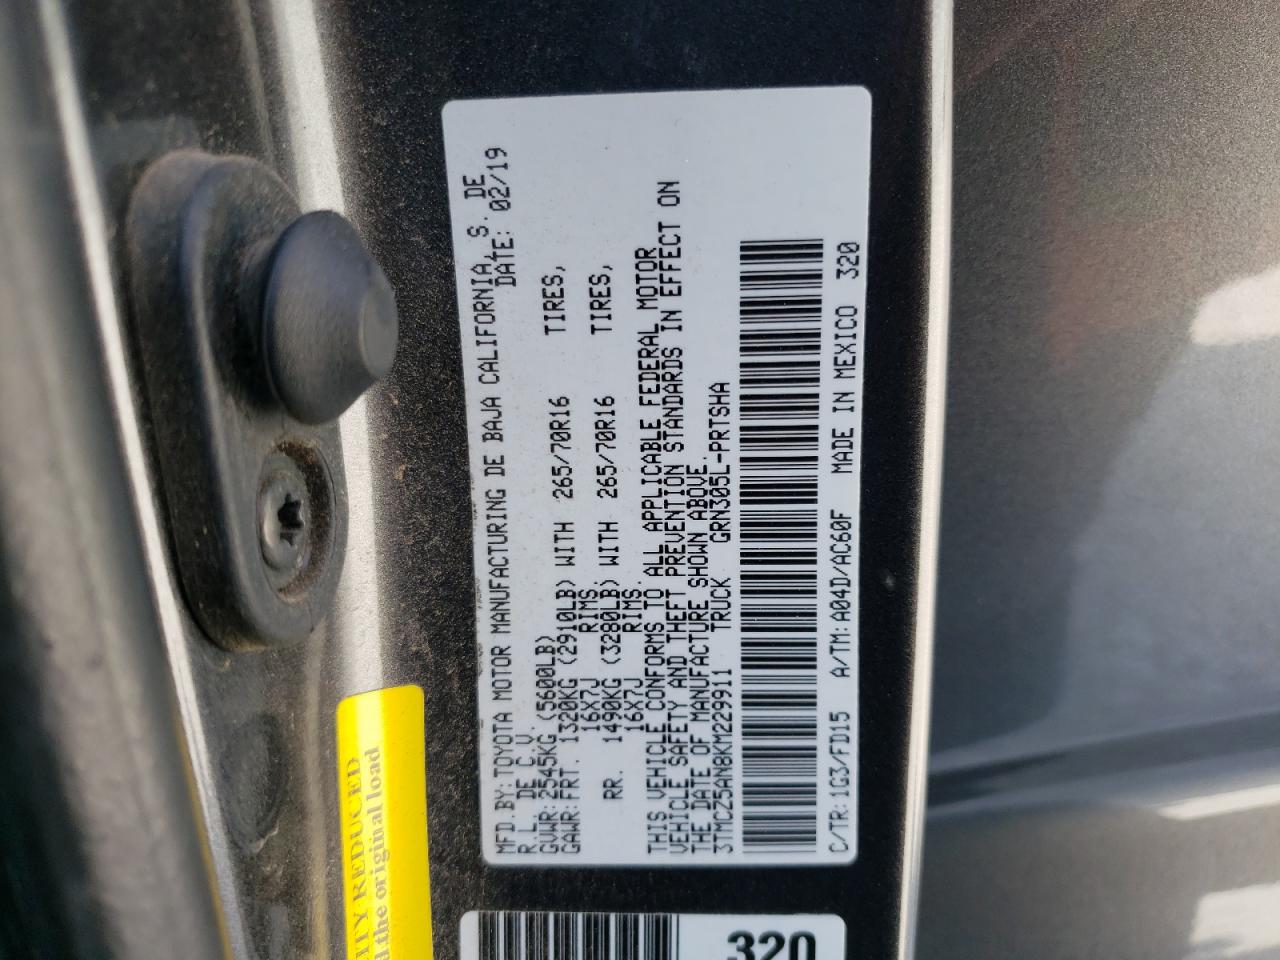 MFD.BY:TOYOTA MOTOR MANUFACTURING DE BAJA CALIFORNIA, S. DE
R.L. DE C.V. DATE: 02/19
GVWR:2545KG (5600LB)
GAWR:FRT. 1320KG (2910LB) WITH 265/70R16 TIRES,
16X7J RIMS.
RR. 1490KG (3280LB) WITH 265/70R16 TIRES,
16X7J RIMS.
THIS VEHICLE CONFORMS TO ALL APPLICABLE FEDERAL MOTOR
VEHICLE SAFETY AND THEFT PREVENTION STANDARDS IN EFFECT ON
THE DATE OF MANUFACTURE SHOWN ABOVE.
3TMCZ5AN8KM229911 TRUCK GRN305L-PRTSHA
C/TR:1G3/FD15 A/TM:A04D/AC60F MADE IN MEXICO 320
ITY REDUCED
the original load
320